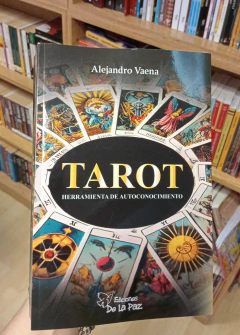 Alejandro Vaena
TAROT
HERRAMIENTA DE AUTOCONOCIMIENTO
Ediciones
De La Paz